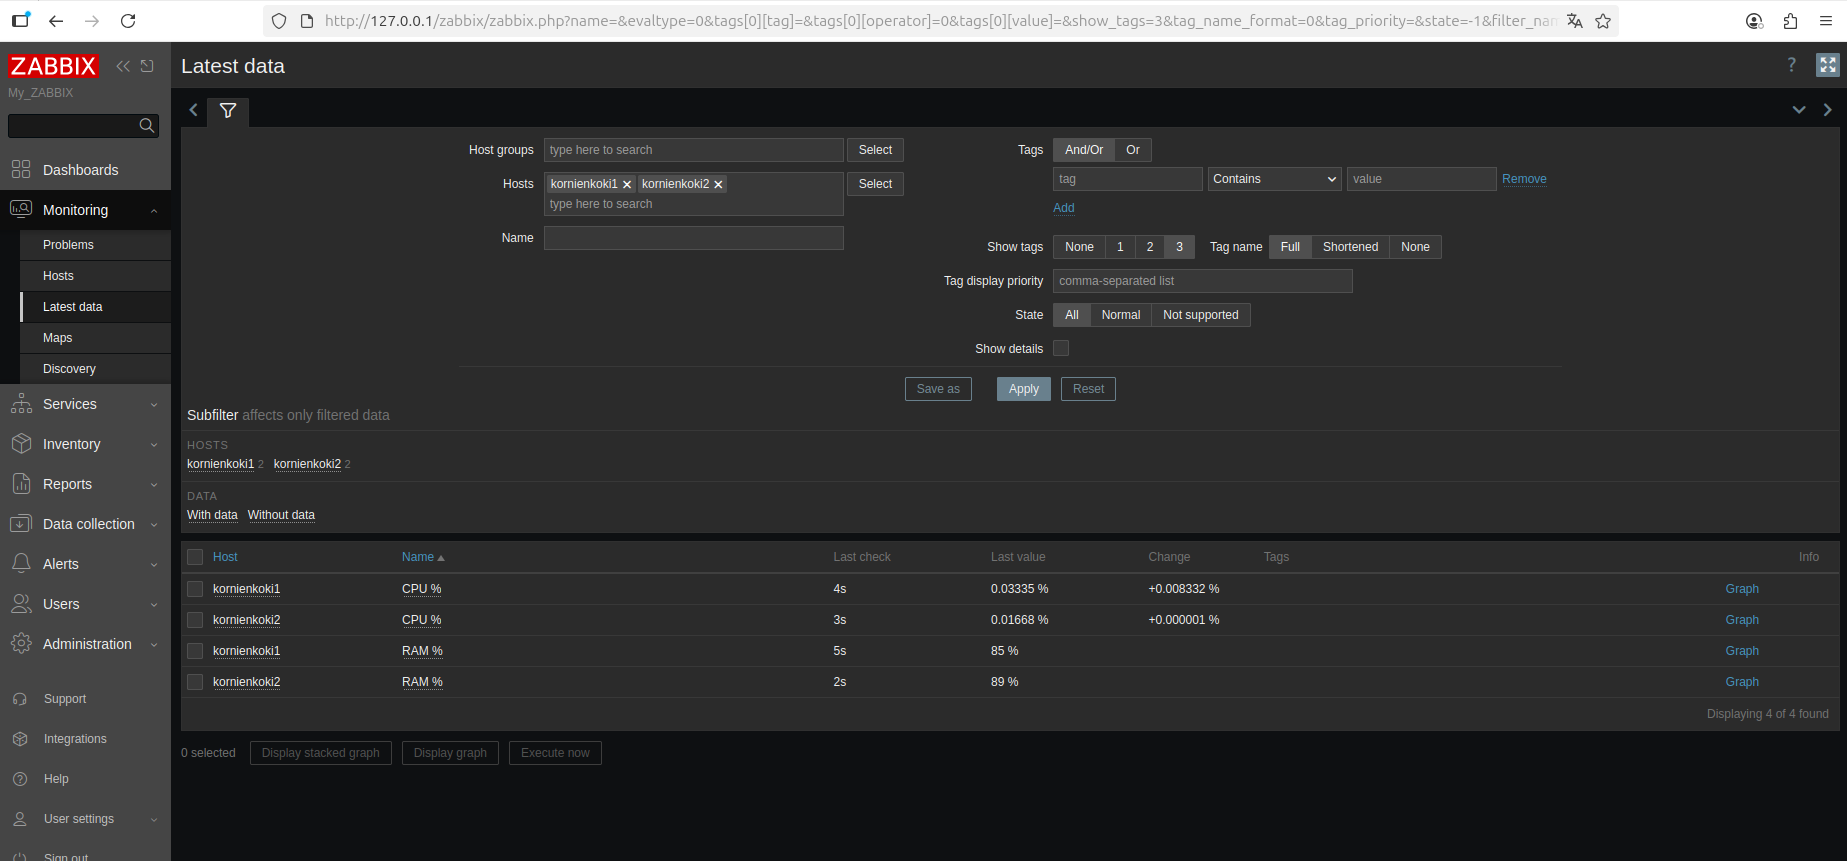 http://127.0.0.1/zabbix/zabbix.php?name=&evaltype=0&tags[0][tag]=&tags[0][operator]=0&tags[0][value]=&show_tags=3&tag_name_format=0&tag_priority=&state=-1&filter_nam
ZABBIX
My_ZABBIX
Dashboards
Monitoring
Problems
Hosts
Latest data
Maps
Discovery
Services
Inventory
Reports
Data collection
Alerts
Users
Administration
Support
Integrations
Help
User settings
Sign out
Latest data
?
Host groups type here to search Select
Hosts kornienkoki1 kornienkoki2 Select
type here to search
Name
Tags And/Or Or
tag Contains value Remove
Add
Show tags None 1 2 3 Tag name Full Shortened None
Tag display priority comma-separated list
State All Normal Not supported
Show details
Save as Apply Reset
Subfilter affects only filtered data
HOSTS
kornienkoki1 2 kornienkoki2 2
DATA
With data Without data
Host Name Last check Last value Change Tags Info
kornienkoki1 CPU % 4s 0.03335 % +0.008332 % Graph
kornienkoki2 CPU % 3s 0.01668 % +0.000001 % Graph
kornienkoki1 RAM % 5s 85 % Graph
kornienkoki2 RAM % 2s 89 % Graph
Displaying 4 of 4 found
0 selected Display stacked graph Display graph Execute now